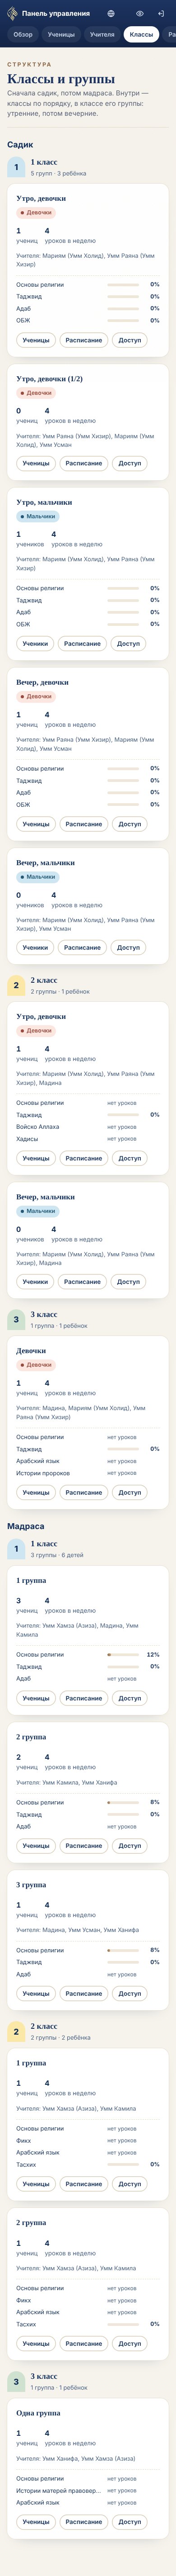 Панель управления
Обзор Ученицы Учителя Классы Ра
СТРУКТУРА
Классы и группы
Сначала садик, потом мадраса. Внутри —
классы по порядку, в классе его группы:
утренние, потом вечерние.
Садик
1 1 класс
5 групп · 3 ребёнка
Утро, девочки
Девочки
1 4
учениц уроков в неделю
Учителя: Мариям (Умм Холид), Умм Раяна (Умм
Хизир)
Основы религии 0%
Таджвид 0%
Адаб 0%
ОБЖ 0%
Ученицы Расписание Доступ
Утро, девочки (1/2)
Девочки
0 4
учениц уроков в неделю
Учителя: Умм Раяна (Умм Хизир), Мариям (Умм
Холид), Умм Усман
Ученицы Расписание Доступ
Утро, мальчики
Мальчики
1 4
учеников уроков в неделю
Учителя: Мариям (Умм Холид), Умм Раяна (Умм
Хизир)
Основы религии 0%
Таджвид 0%
Адаб 0%
ОБЖ 0%
Ученики Расписание Доступ
Вечер, девочки
Девочки
1 4
учениц уроков в неделю
Учителя: Умм Раяна (Умм Хизир), Мариям (Умм
Холид), Умм Усман
Основы религии 0%
Таджвид 0%
Адаб 0%
ОБЖ 0%
Ученицы Расписание Доступ
Вечер, мальчики
Мальчики
0 4
учеников уроков в неделю
Учителя: Мариям (Умм Холид), Умм Раяна (Умм
Хизир), Умм Усман
Ученики Расписание Доступ
2 2 класс
2 группы · 1 ребёнок
Утро, девочки
Девочки
1 4
учениц уроков в неделю
Учителя: Мариям (Умм Холид), Умм Раяна (Умм
Хизир), Мадина
Основы религии нет уроков
Таджвид 0%
Войско Аллаха нет уроков
Хадисы нет уроков
Ученицы Расписание Доступ
Вечер, мальчики
Мальчики
0 4
учеников уроков в неделю
Учителя: Мариям (Умм Холид), Умм Раяна (Умм
Хизир), Мадина
Ученики Расписание Доступ
3 3 класс
1 группа · 1 ребёнок
Девочки
Девочки
1 4
учениц уроков в неделю
Учителя: Мадина, Мариям (Умм Холид), Умм
Раяна (Умм Хизир)
Основы религии нет уроков
Таджвид 0%
Арабский язык нет уроков
Истории пророков нет уроков
Ученицы Расписание Доступ
Мадраса
1 1 класс
3 группы · 6 детей
1 группа
3 4
учениц уроков в неделю
Учителя: Умм Хамза (Азиза), Мадина, Умм
Камила
Основы религии 12%
Таджвид 0%
Адаб нет уроков
Ученицы Расписание Доступ
2 группа
2 4
учениц уроков в неделю
Учителя: Умм Камила, Умм Ханифа
Основы религии 8%
Таджвид 0%
Адаб нет уроков
Ученицы Расписание Доступ
3 группа
1 4
учениц уроков в неделю
Учителя: Мадина, Умм Усман, Умм Ханифа
Основы религии 8%
Таджвид 0%
Адаб нет уроков
Ученицы Расписание Доступ
2 2 класс
2 группы · 2 ребёнка
1 группа
1 4
учениц уроков в неделю
Учителя: Умм Хамза (Азиза), Умм Камила
Основы религии нет уроков
Фикх нет уроков
Арабский язык нет уроков
Тасхих 0%
Ученицы Расписание Доступ
2 группа
1 4
учениц уроков в неделю
Учителя: Умм Хамза (Азиза), Умм Камила
Основы религии нет уроков
Фикх нет уроков
Арабский язык нет уроков
Тасхих 0%
Ученицы Расписание Доступ
3 3 класс
1 группа · 1 ребёнок
Одна группа
1 4
учениц уроков в неделю
Учителя: Умм Ханифа, Умм Хамза (Азиза)
Основы религии нет уроков
Истории матерей правовер... нет уроков
Арабский язык нет уроков
Ученицы Расписание Доступ